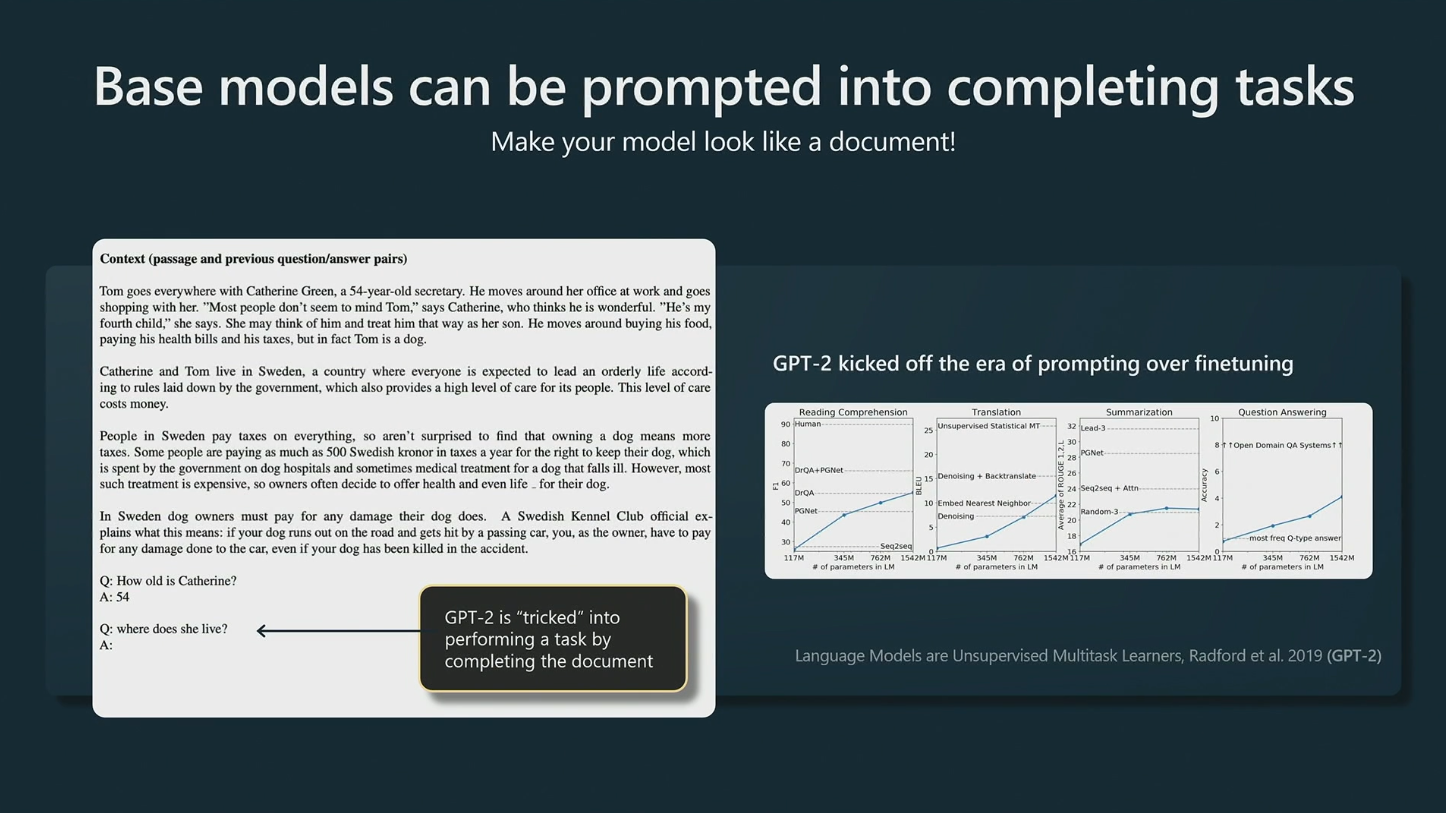 Base models can be prompted into completing tasks
Make your model look like a document!
Context (passage and previous question/answer pairs)
Tom goes everywhere with Catherine Green, a 54-year-old secretary. He moves around her office at work and goes
shopping with her. ”Most people don’t seem to mind Tom,” says Catherine, who thinks he is wonderful. ”He’s my
fourth child,” she says. She may think of him and treat him that way as her son. He moves around buying his food,
paying his health bills and his taxes, but in fact Tom is a dog.
Catherine and Tom live in Sweden, a country where everyone is expected to lead an orderly life accord-
ing to rules laid down by the government, which also provides a high level of care for its people. This level of care
costs money.
People in Sweden pay taxes on everything, so aren’t surprised to find that owning a dog means more
taxes. Some people are paying as much as 500 Swedish kronor in taxes a year for the right to keep their dog, which
is spent by the government on dog hospitals and sometimes medical treatment for a dog that falls ill. However, most
such treatment is expensive, so owners often decide to offer health and even life _ for their dog.
In Sweden dog owners must pay for any damage their dog does. A Swedish Kennel Club official ex-
plains what this means: if your dog runs out on the road and gets hit by a passing car, you, as the owner, have to pay
for any damage done to the car, even if your dog has been killed in the accident.
Q: How old is Catherine?
A: 54
Q: where does she live?
A:
GPT-2 is “tricked” into
performing a task by
completing the document
GPT-2 kicked off the era of prompting over finetuning
Reading Comprehension
90
80
70
60
50
40
30
F1
Human
DrQA+PGNet
DrQA
PGNet
Seq2seq
117M 345M 762M 1542M
# of parameters in LM
Translation
25
20
15
10
5
0
BLEU
Unsupervised Statistical MT
Denoising + Backtranslate
Embed Nearest Neighbor
Denoising
117M 345M 762M 1542M
# of parameters in LM
Summarization
32
30
28
26
24
22
20
18
16
Average of ROUGE 1,2,L
Lead-3
PGNet
Seq2seq + Attn
Random-3
117M 345M 762M 1542M
# of parameters in LM
Question Answering
10
8
6
4
2
0
Accuracy
↑↑Open Domain QA Systems↑↑
most freq Q-type answer
117M 345M 762M 1542M
# of parameters in LM
Language Models are Unsupervised Multitask Learners, Radford et al. 2019 (GPT-2)